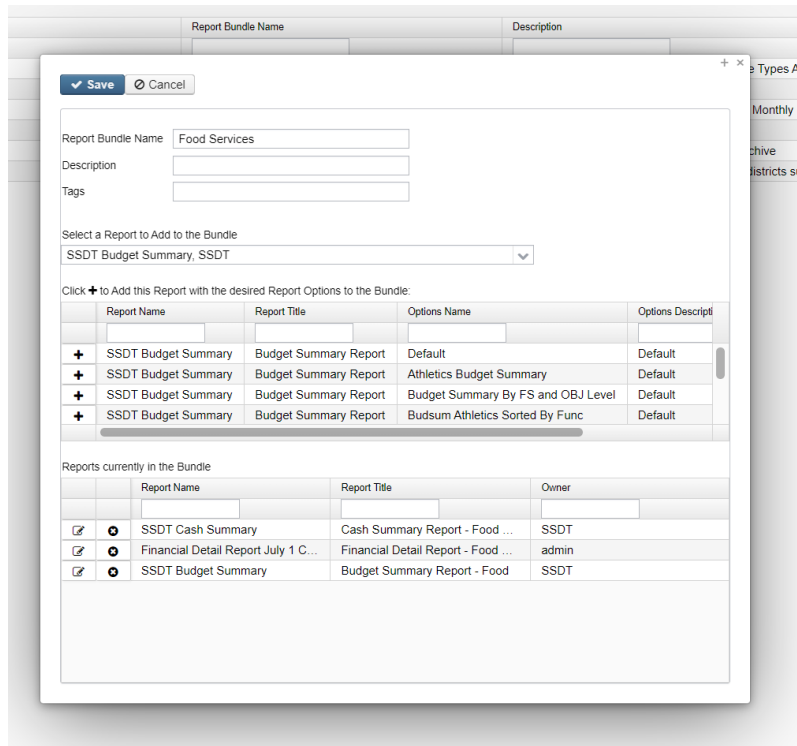 Report Bundle Name Description
Types A
Save Cancel
Monthly
Report Bundle Name Food Services
Description
chive
Tags
districts s
Select a Report to Add to the Bundle
SSDT Budget Summary, SSDT
Click + to Add this Report with the desired Report Options to the Bundle:
Report Name Report Title Options Name Options Descripti
SSDT Budget Summary Budget Summary Report Default Default
SSDT Budget Summary Budget Summary Report Athletics Budget Summary Default
SSDT Budget Summary Budget Summary Report Budget Summary By FS and OBJ Level Default
SSDT Budget Summary Budget Summary Report Budsum Athletics Sorted By Func Default
Reports currently in the Bundle
Report Name Report Title Owner
SSDT Cash Summary Cash Summary Report - Food ... SSDT
Financial Detail Report July 1 C... Financial Detail Report - Food ... admin
SSDT Budget Summary Budget Summary Report - Food SSDT